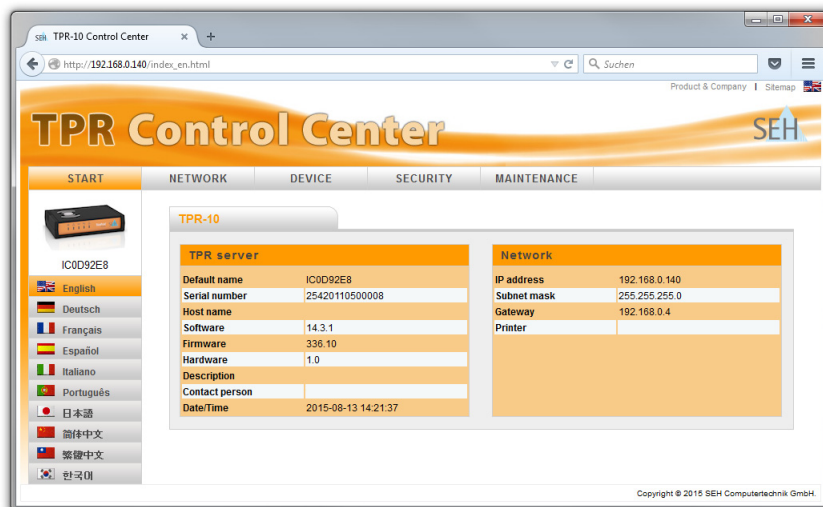 SEH TPR-10 Control Center × +
http://192.168.0.140/index_en.html
Suchen
Product & Company | Sitemap
TPR Control Center
SEH
START NETWORK DEVICE SECURITY MAINTENANCE
IC0D92E8
English
Deutsch
Français
Español
Italiano
Português
日本語
简体中文
繁體中文
한국어
TPR-10
TPR server
Default name IC0D92E8
Serial number 25420110500008
Host name
Software 14.3.1
Firmware 336.10
Hardware 1.0
Description
Contact person
Date/Time 2015-08-13 14:21:37
Network
IP address 192.168.0.140
Subnet mask 255.255.255.0
Gateway 192.168.0.4
Printer
Copyright © 2015 SEH Computertechnik GmbH.